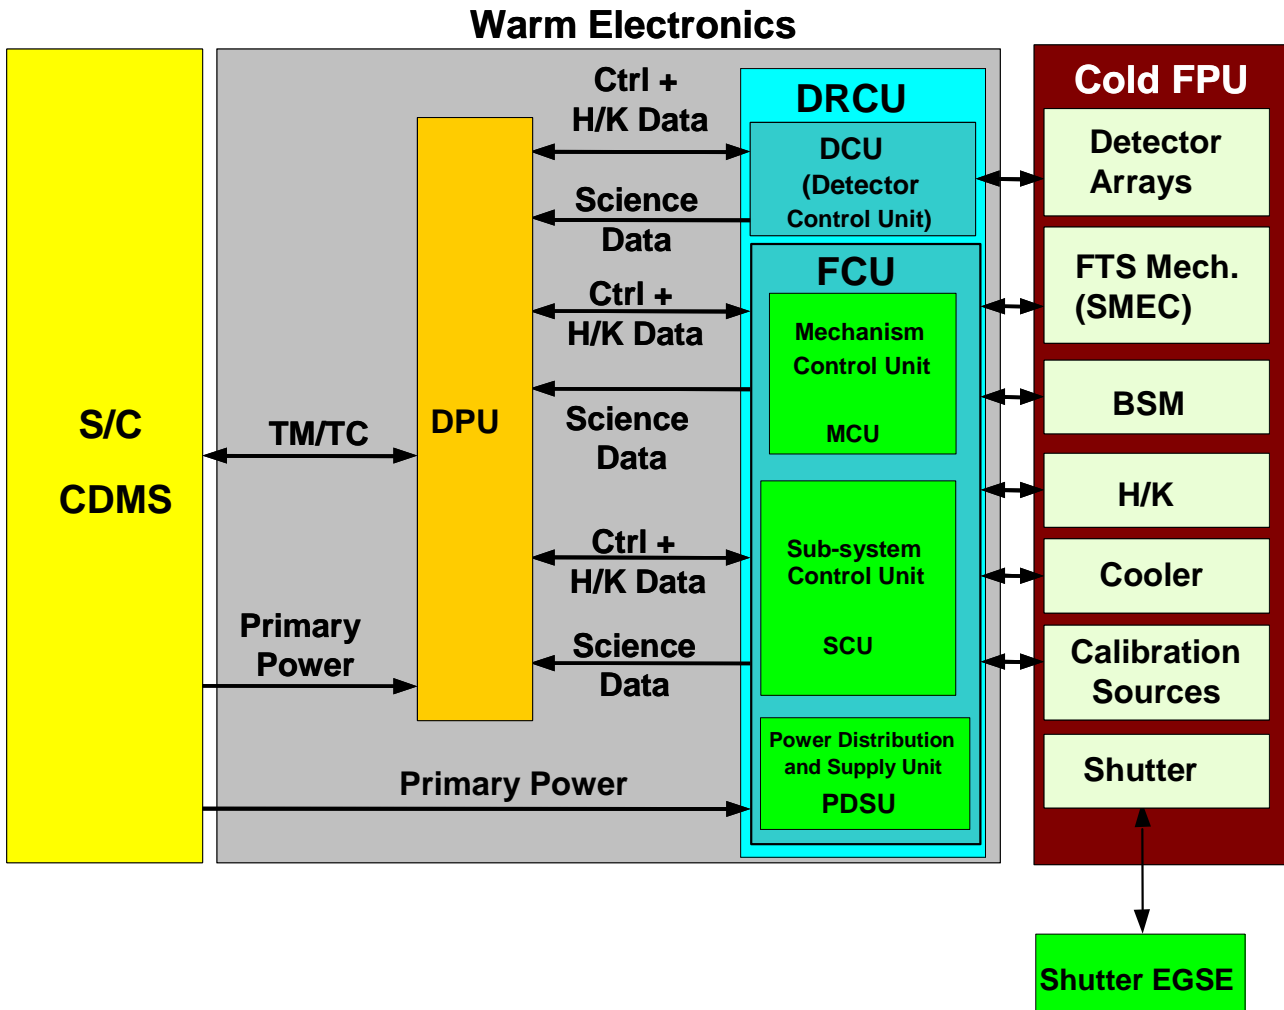 Warm Electronics
S/C
CDMS
TM/TC
Primary
Power
Primary Power
DPU
Ctrl +
H/K Data
Science
Data
Ctrl +
H/K Data
Science
Data
Ctrl +
H/K Data
Science
Data
DRCU
DCU
(Detector
Control Unit)
FCU
Mechanism
Control Unit
MCU
Sub-system
Control Unit
SCU
Power Distribution
and Supply Unit
PDSU
Cold FPU
Detector
Arrays
FTS Mech.
(SMEC)
BSM
H/K
Cooler
Calibration
Sources
Shutter
Shutter EGSE